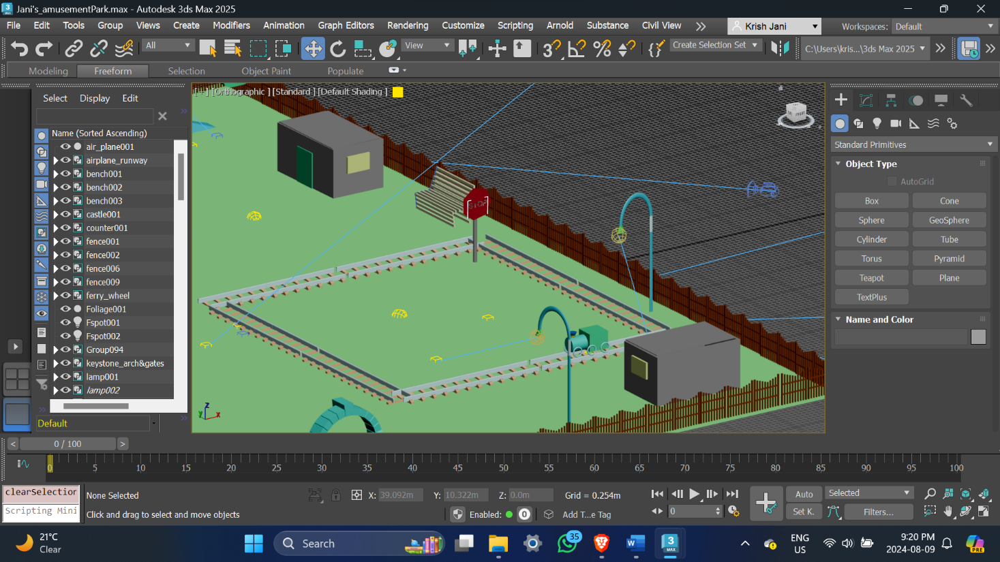 Jani's_amusementPark.max - Autodesk 3ds Max 2025
File Edit Tools Group Views Create Modifiers Animation Graph Editors Rendering Customize Scripting Arnold Substance Civil View
Krish Jani
Workspaces: Default
All
View
Create Selection Set
C:\Users\kris...\3ds Max 2025
Modeling Freeform Selection Object Paint Populate
Select Display Edit
Name (Sorted Ascending)
air_plane001
airplane_runway
bench001
bench002
bench003
castle001
counter001
fence001
fence002
fence006
fence009
ferry_wheel
Foliage001
Fspot001
Fspot002
Group094
keystone_arch&gates
lamp001
lamp002
Default
[+] [Orthographic ] [Standard ] [Default Shading ]
STOP
Z
Y
X
Standard Primitives
Object Type
AutoGrid
Box Cone
Sphere GeoSphere
Cylinder Tube
Torus Pyramid
Teapot Plane
TextPlus
Name and Color
< 0 / 100 >
0 5 10 15 20 25 30 35 40 45 50 55 60 65 70 75 80 85 90 95 100
clearSelection
Scripting Mini
None Selected
Click and drag to select and move objects
X: 39.092m Y: 10.322m Z: 0.0m Grid = 0.254m
Enabled: 0 Add T...e Tag
0
Auto Selected
Set K. Filters...
21°C
Clear
Search
35
ENG
US
9:20 PM
2024-08-09
PRE